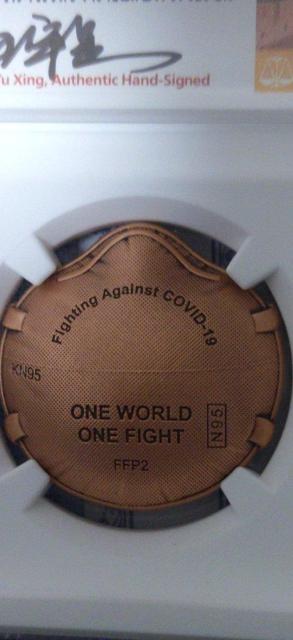 Yu Xing, Authentic Hand-Signed
Fighting Against COVID-19
KN95
ONE WORLD
ONE FIGHT
N95
FFP2